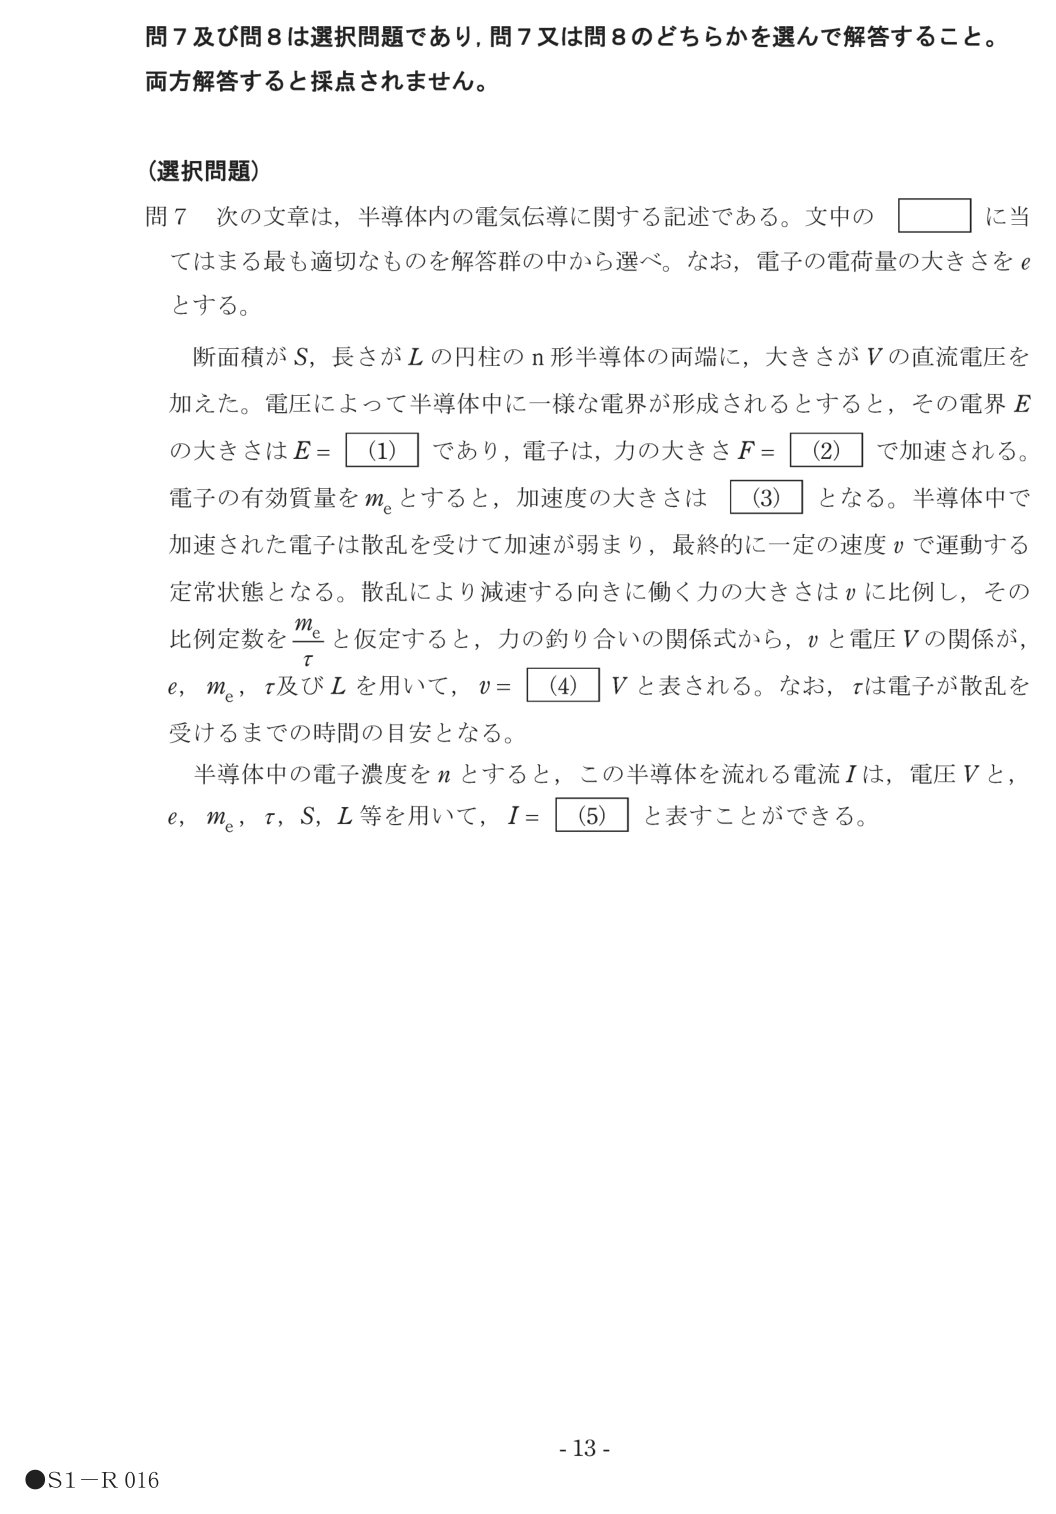 問７及び問８は選択問題であり,問７又は問８のどちらかを選んで解答すること。
両方解答すると採点されません。
(選択問題)
問７　次の文章は，半導体内の電気伝導に関する記述である。文中の　　　に当
てはまる最も適切なものを解答群の中から選べ。なお，電子の電荷量の大きさを e
とする。
断面積が S，長さが L の円柱の n 形半導体の両端に，大きさが V の直流電圧を
加えた。電圧によって半導体中に一様な電界が形成されるとすると，その電界 E
の大きさは E = (1) であり，電子は，力の大きさ F = (2) で加速される。
電子の有効質量を mₑ とすると，加速度の大きさは (3) となる。半導体中で
加速された電子は散乱を受けて加速が弱まり，最終的に一定の速度 v で運動する
定常状態となる。散乱により減速する向きに働く力の大きさは v に比例し，その
比例定数を mₑ/τ と仮定すると，力の釣り合いの関係式から，v と電圧 V の関係が，
e，mₑ，τ及び L を用いて，v = (4) V と表される。なお，τは電子が散乱を
受けるまでの時間の目安となる。
半導体中の電子濃度を n とすると，この半導体を流れる電流 I は，電圧 V と，
e，mₑ，τ，S，L 等を用いて，I = (5) と表すことができる。
- 13 -
●S1－R 016